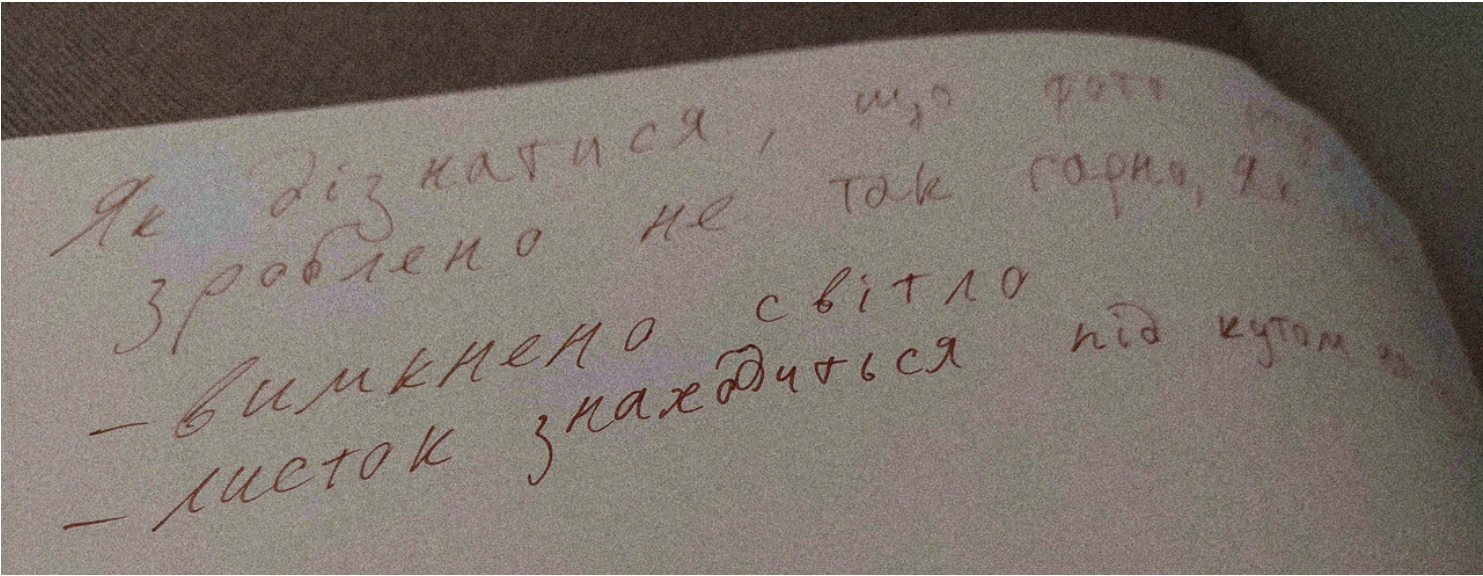 Як дізнатися, що фото
зроблено не так гарно, як
- вимкнено світло
- листок знаходиться під кутом